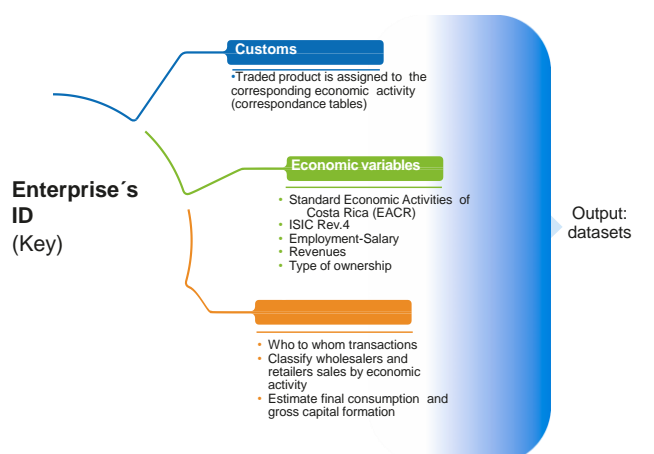 Customs
•Traded product is assigned to the
corresponding economic activity
(correspondance tables)
Economic variables
• Standard Economic Activities of
Costa Rica (EACR)
• ISIC Rev.4
• Employment-Salary
• Revenues
• Type of ownership
Enterprise´s
ID
(Key)
Output:
datasets
• Who to whom transactions
• Classify wholesalers and
retailers sales by economic
activity
• Estimate final consumption and
gross capital formation